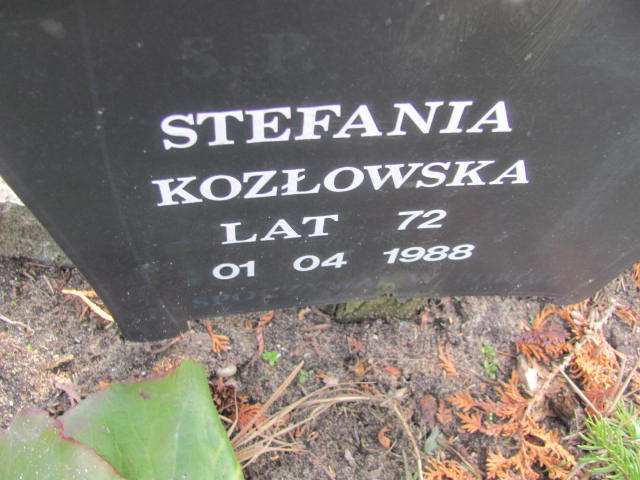 S.P.
STEFANIA
KOZŁOWSKA
LAT 72
01 04 1988